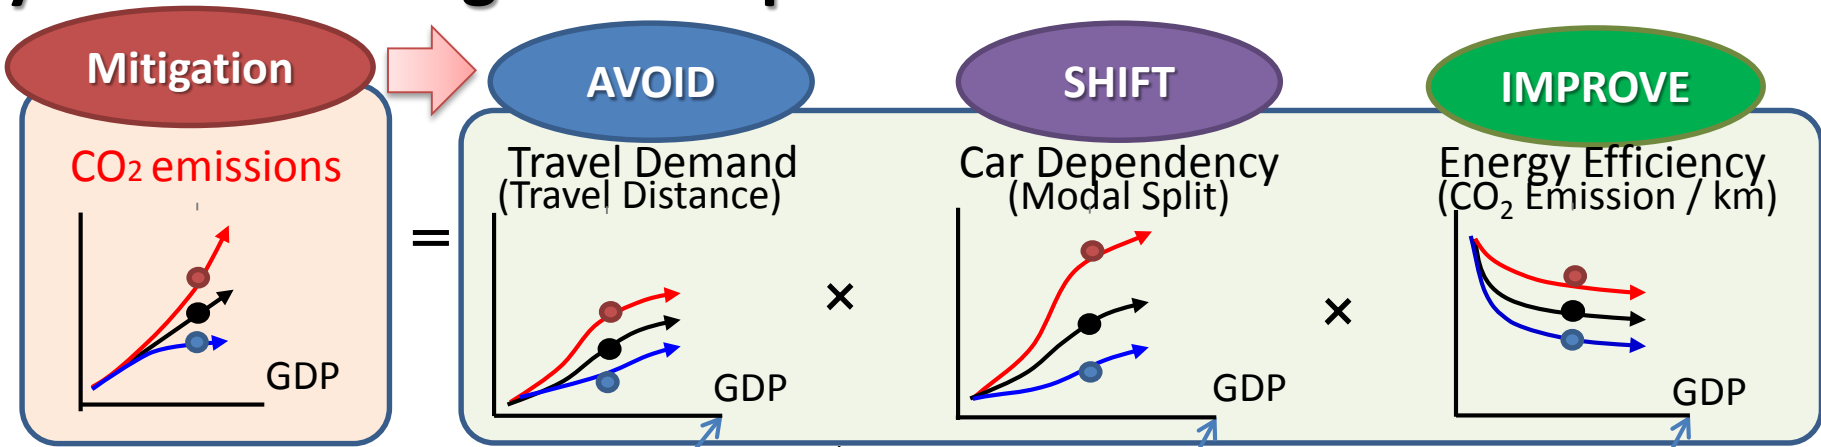 Mitigation
AVOID
SHIFT
IMPROVE
CO2 emissions
GDP
=
Travel Demand
(Travel Distance)
GDP
×
Car Dependency
(Modal Split)
GDP
×
Energy Efficiency
(CO₂ Emission / km)
GDP